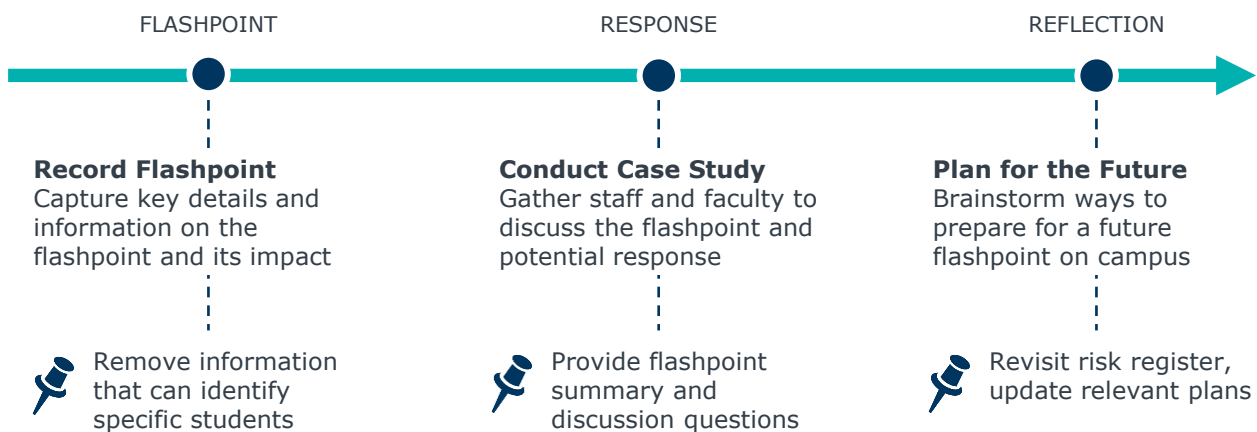 FLASHPOINT
RESPONSE
REFLECTION
Record Flashpoint
Capture key details and
information on the
flashpoint and its impact
Remove information
that can identify
specific students
Conduct Case Study
Gather staff and faculty to
discuss the flashpoint and
potential response
Provide flashpoint
summary and
discussion questions
Plan for the Future
Brainstorm ways to
prepare for a future
flashpoint on campus
Revisit risk register,
update relevant plans